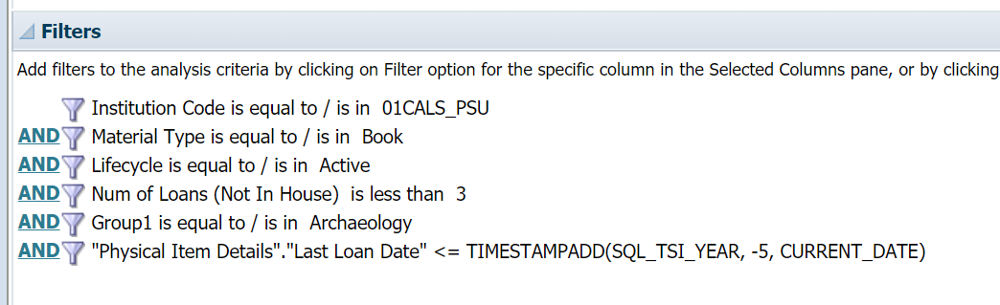 Filters
Add filters to the analysis criteria by clicking on Filter option for the specific column in the Selected Columns pane, or by clicking
Institution Code is equal to / is in 01CALS_PSU
AND Material Type is equal to / is in Book
AND Lifecycle is equal to / is in Active
AND Num of Loans (Not In House) is less than 3
AND Group1 is equal to / is in Archaeology
AND "Physical Item Details"."Last Loan Date" <= TIMESTAMPADD(SQL_TSI_YEAR, -5, CURRENT_DATE)